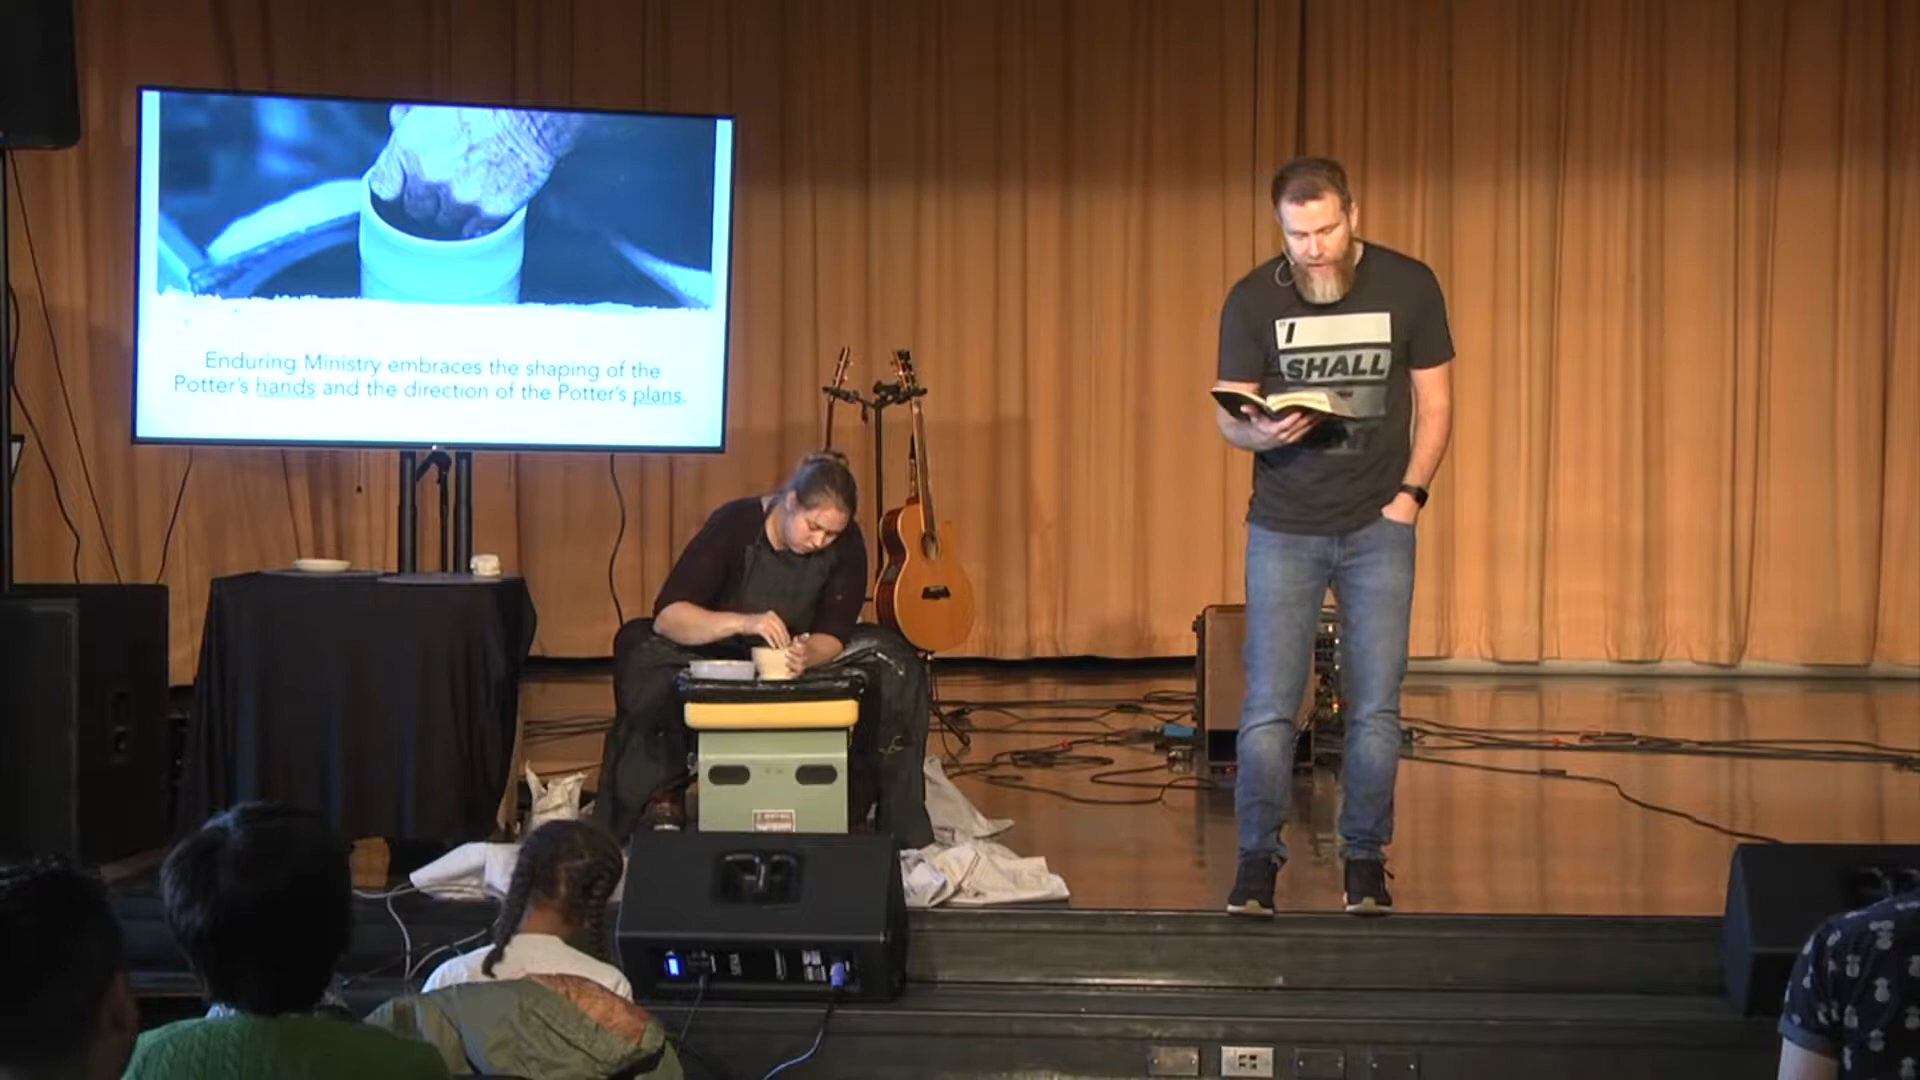 Enduring Ministry embraces the shaping of the
Potter's hands and the direction of the Potter's plans.
"I
SHALL